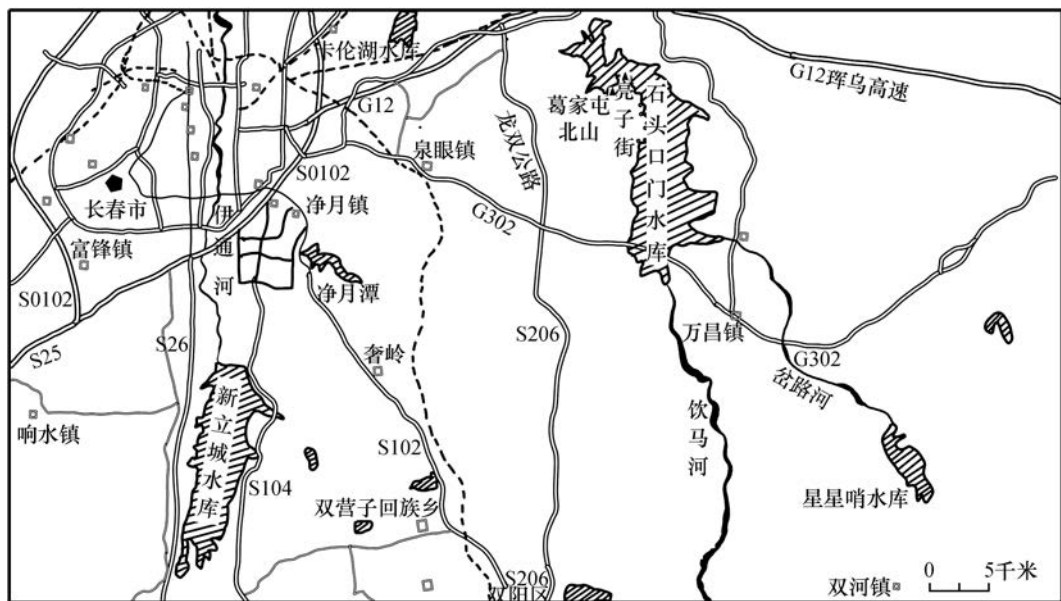 卡伦湖水库
G12珲乌高速
G12
葛家屯
北山
凳子街
石头口门水库
龙双公路
泉眼镇
S0102
G302
长春市
伊通河
净月镇
富锋镇
净月潭
S0102
S25
S26
S206
万昌镇
G302
岔路河
奢岭
新立城水库
饮马河
响水镇
S102
S104
双营子回族乡
星星哨水库
S206
双阳区
双河镇
0 5千米